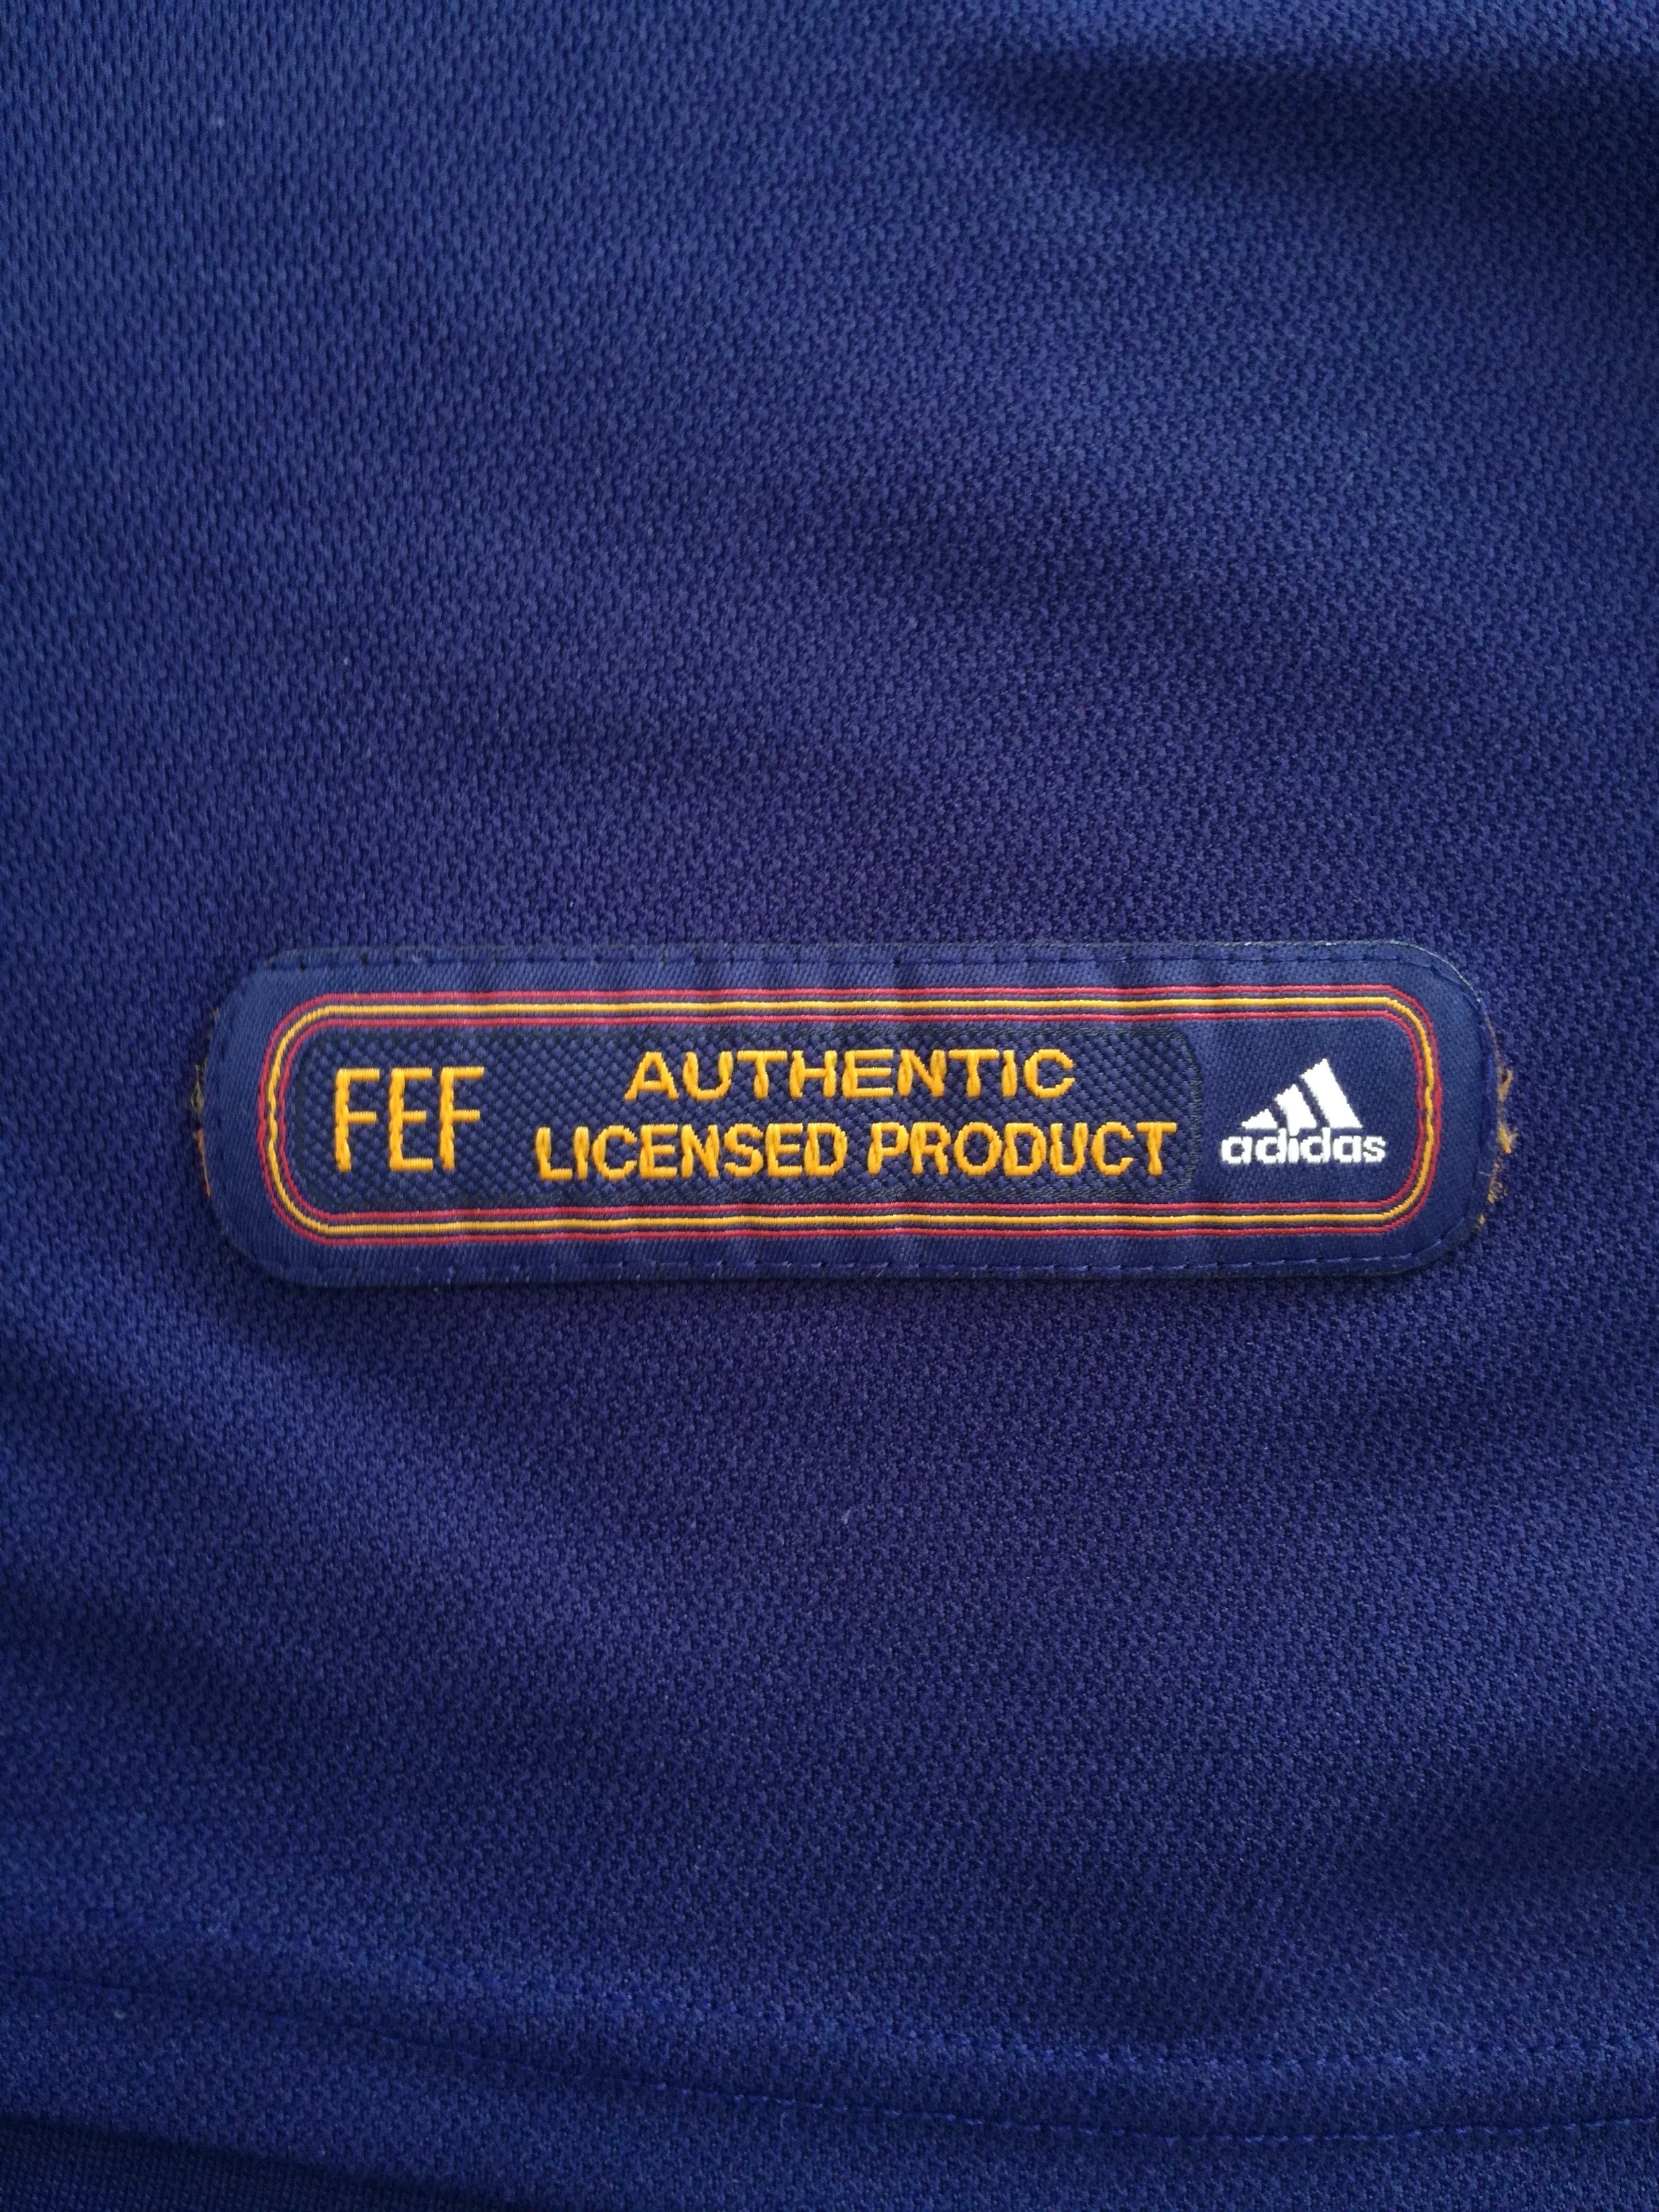 FEF
AUTHENTIC
LICENSED PRODUCT
adidas